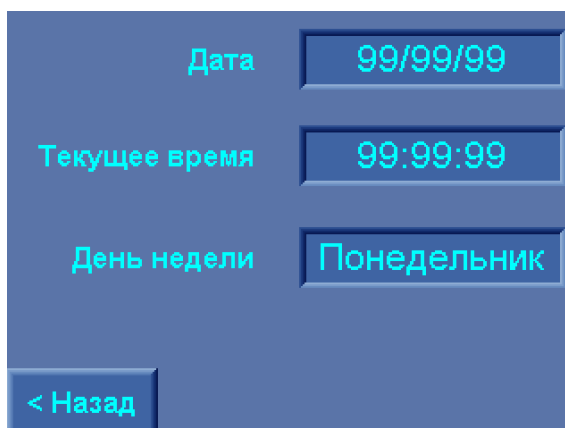 Дата 99/99/99
Текущее время 99:99:99
День недели Понедельник
< Назад